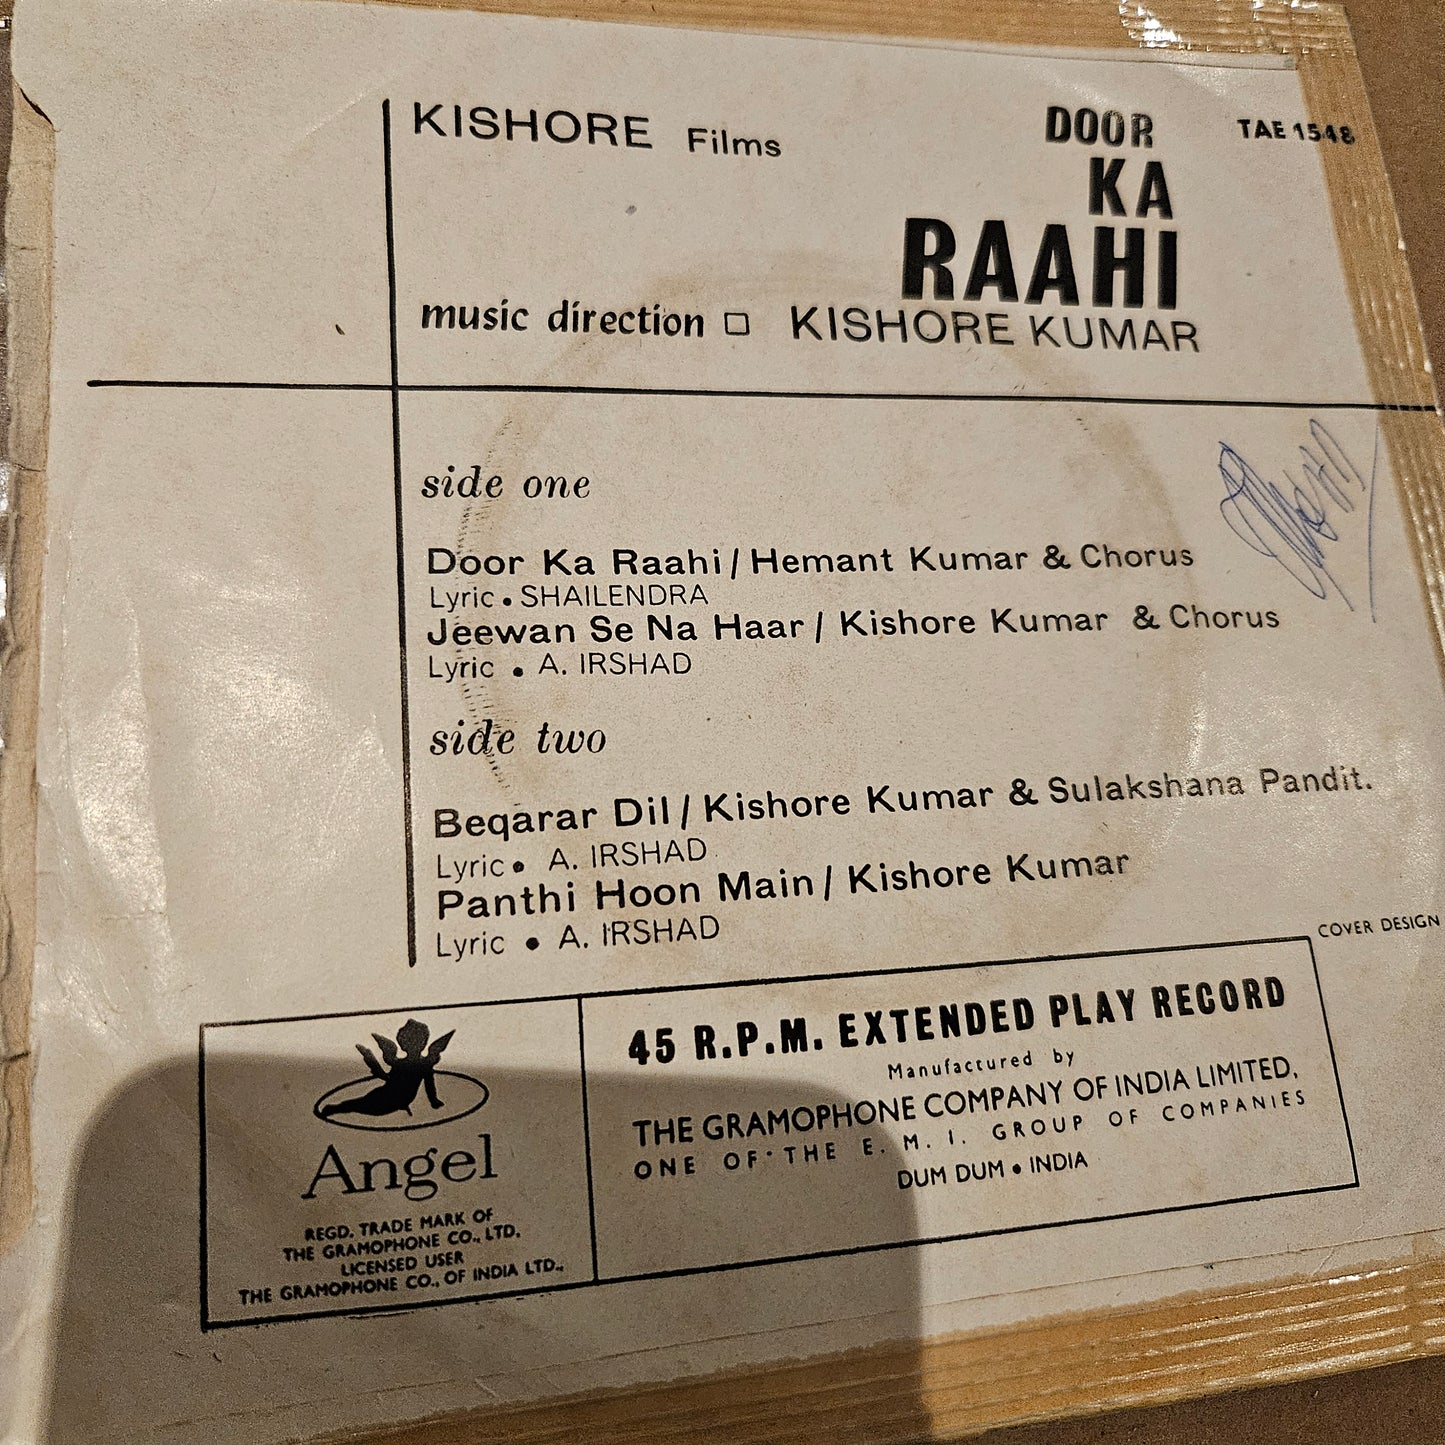 KISHORE Films
DOOR
KA
RAAHI
TAE 1548
music direction KISHORE KUMAR
side one
Door Ka Raahi / Hemant Kumar & Chorus
Lyric • SHAILENDRA
Jeewan Se Na Haar / Kishore Kumar & Chorus
Lyric • A. IRSHAD
side two
Beqarar Dil / Kishore Kumar & Sulakshana Pandit.
Lyric • A. IRSHAD
Panthi Hoon Main / Kishore Kumar
Lyric • A. IRSHAD
COVER DESIGN
Angel
REGD. TRADE MARK OF
THE GRAMOPHONE CO., LTD.
LICENSED USER
THE GRAMOPHONE CO., OF INDIA LTD.,
45 R.P.M. EXTENDED PLAY RECORD
Manufactured by
THE GRAMOPHONE COMPANY OF INDIA LIMITED.
ONE OF THE E. M. I. GROUP OF COMPANIES
DUM DUM • INDIA